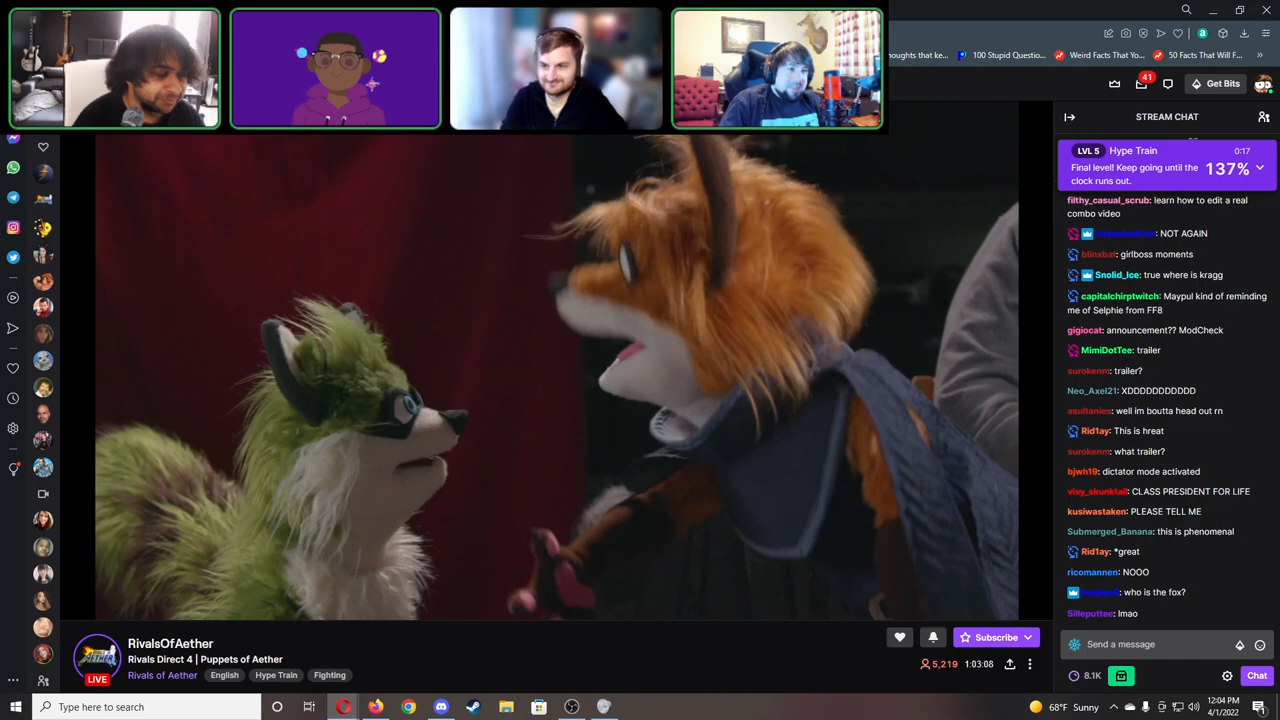 oughts that ke...
100 Stupid Questio...
Weird Facts That Yo...
50 Facts That Will F...
41
Get Bits
STREAM CHAT
LVL 5 Hype Train 0:17
Final level! Keep going until the clock runs out. 137%
filthy_casual_scrub: learn how to edit a real
combo video
: NOT AGAIN
blinxbat: girlboss moments
Snolid_Ice: true where is kragg
capitalchirptwitch: Maypul kind of reminding
me of Selphie from FF8
gigiocat: announcement?? ModCheck
MimiDotTee: trailer
surokenm: trailer?
Neo_Axel21: XDDDDDDDDDDD
asultanies: well im boutta head out rn
Rid1ay: This is hreat
surokenm: what trailer?
bjwh19: dictator mode activated
vixy_skunktail: CLASS PRESIDENT FOR LIFE
kusiwastaken: PLEASE TELL ME
Submerged_Banana: this is phenomenal
Rid1ay: *great
ricomannen: NOOO
: who is the fox?
Silleputtee: lmao
Send a message
8.1K
Chat
AETHER
LIVE
RivalsOfAether
Rivals Direct 4 | Puppets of Aether
Rivals of Aether English Hype Train Fighting
Subscribe
5,219 1:03:08
Type here to search
68°F Sunny
12:04 PM
4/1/2022
1